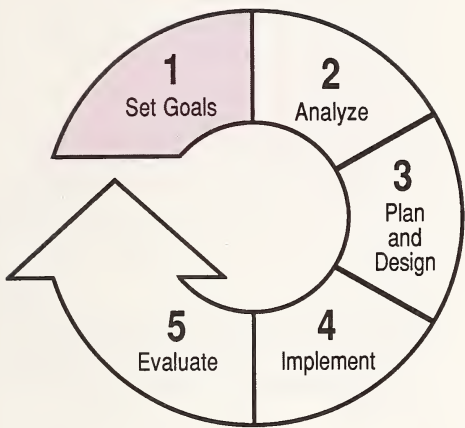 1
Set Goals
2
Analyze
3
Plan
and
Design
4
Implement
5
Evaluate